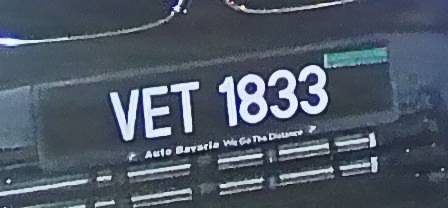 VET 1833
Auto Bavaria We Go The Distance